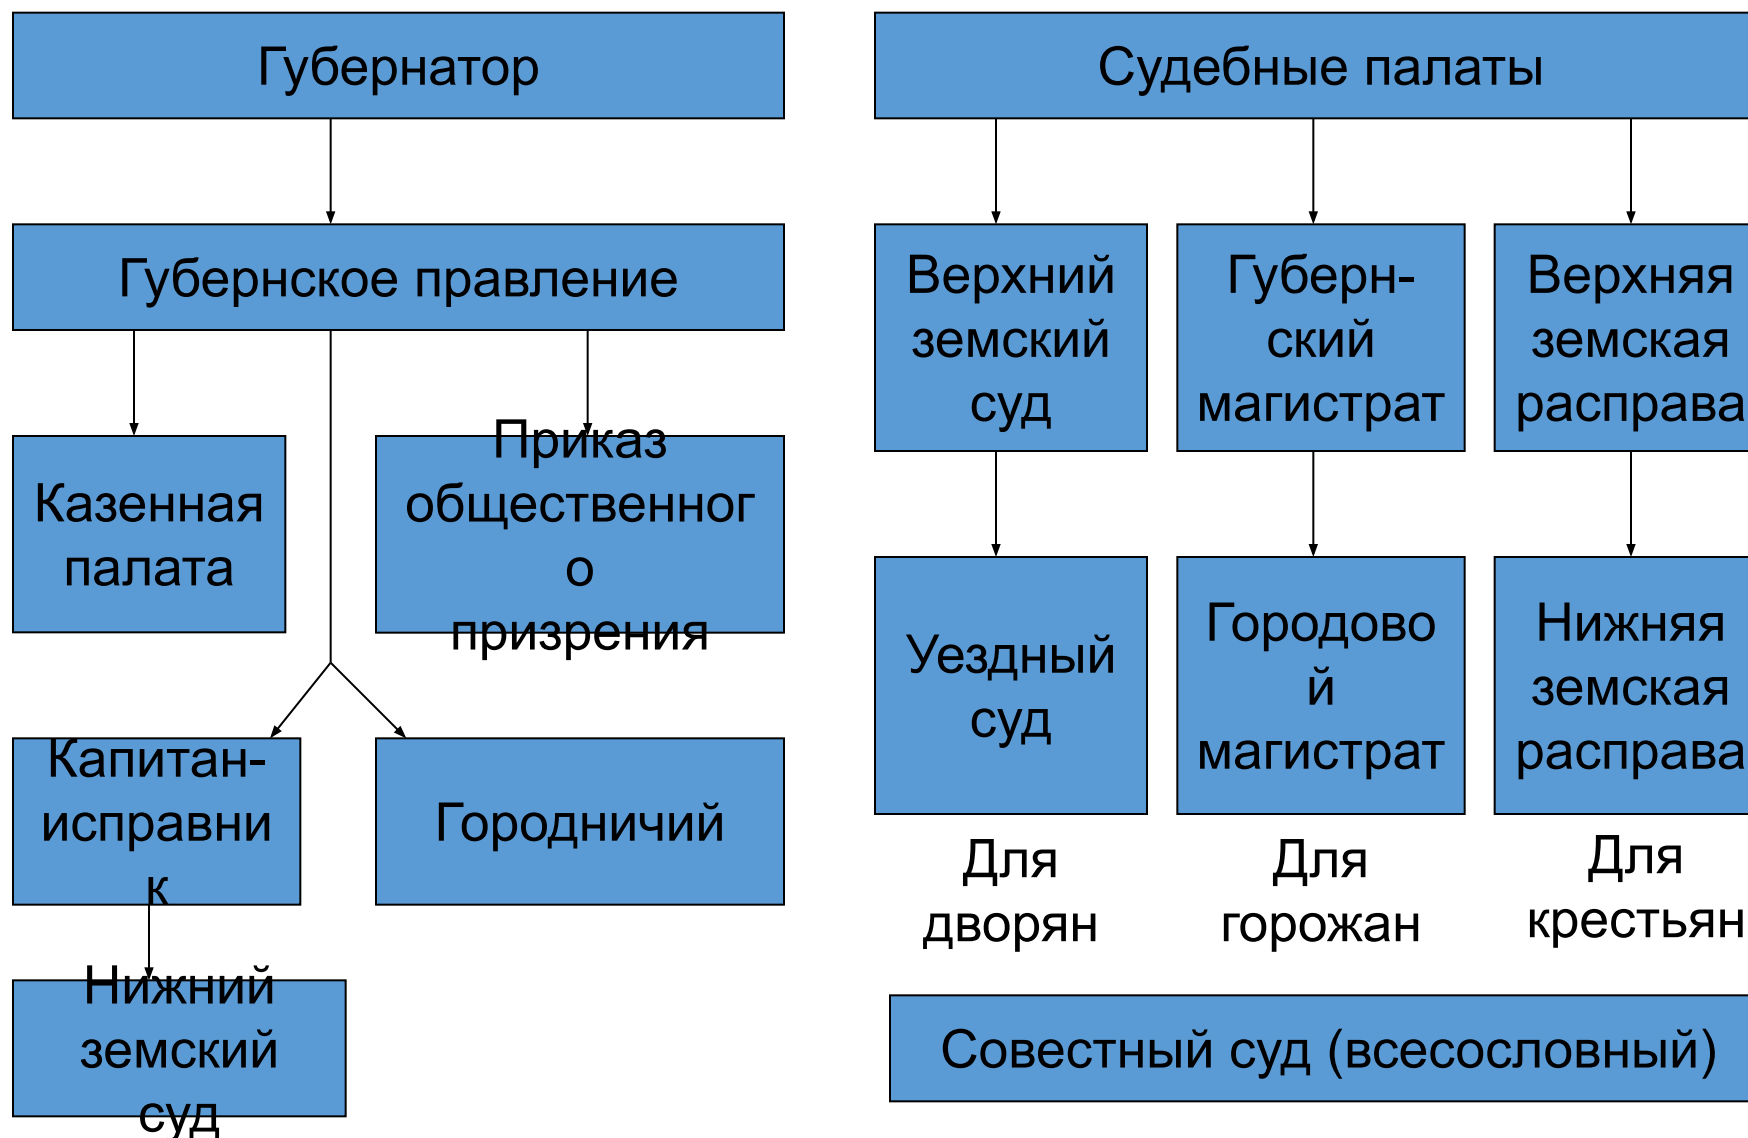 Губернатор
Судебные палаты
Губернское правление
Верхний
земский
суд
Губерн-
ский
магистрат
Верхняя
земская
расправа
Казенная
палата
Приказ
общественног
о
призрения
Уездный
суд
Городово
й
магистрат
Нижняя
земская
расправа
Капитан-
исправни
к
Городничий
Для
дворян
Для
горожан
Для
крестьян
Нижний
земский
суд
Совестный суд (всесословный)